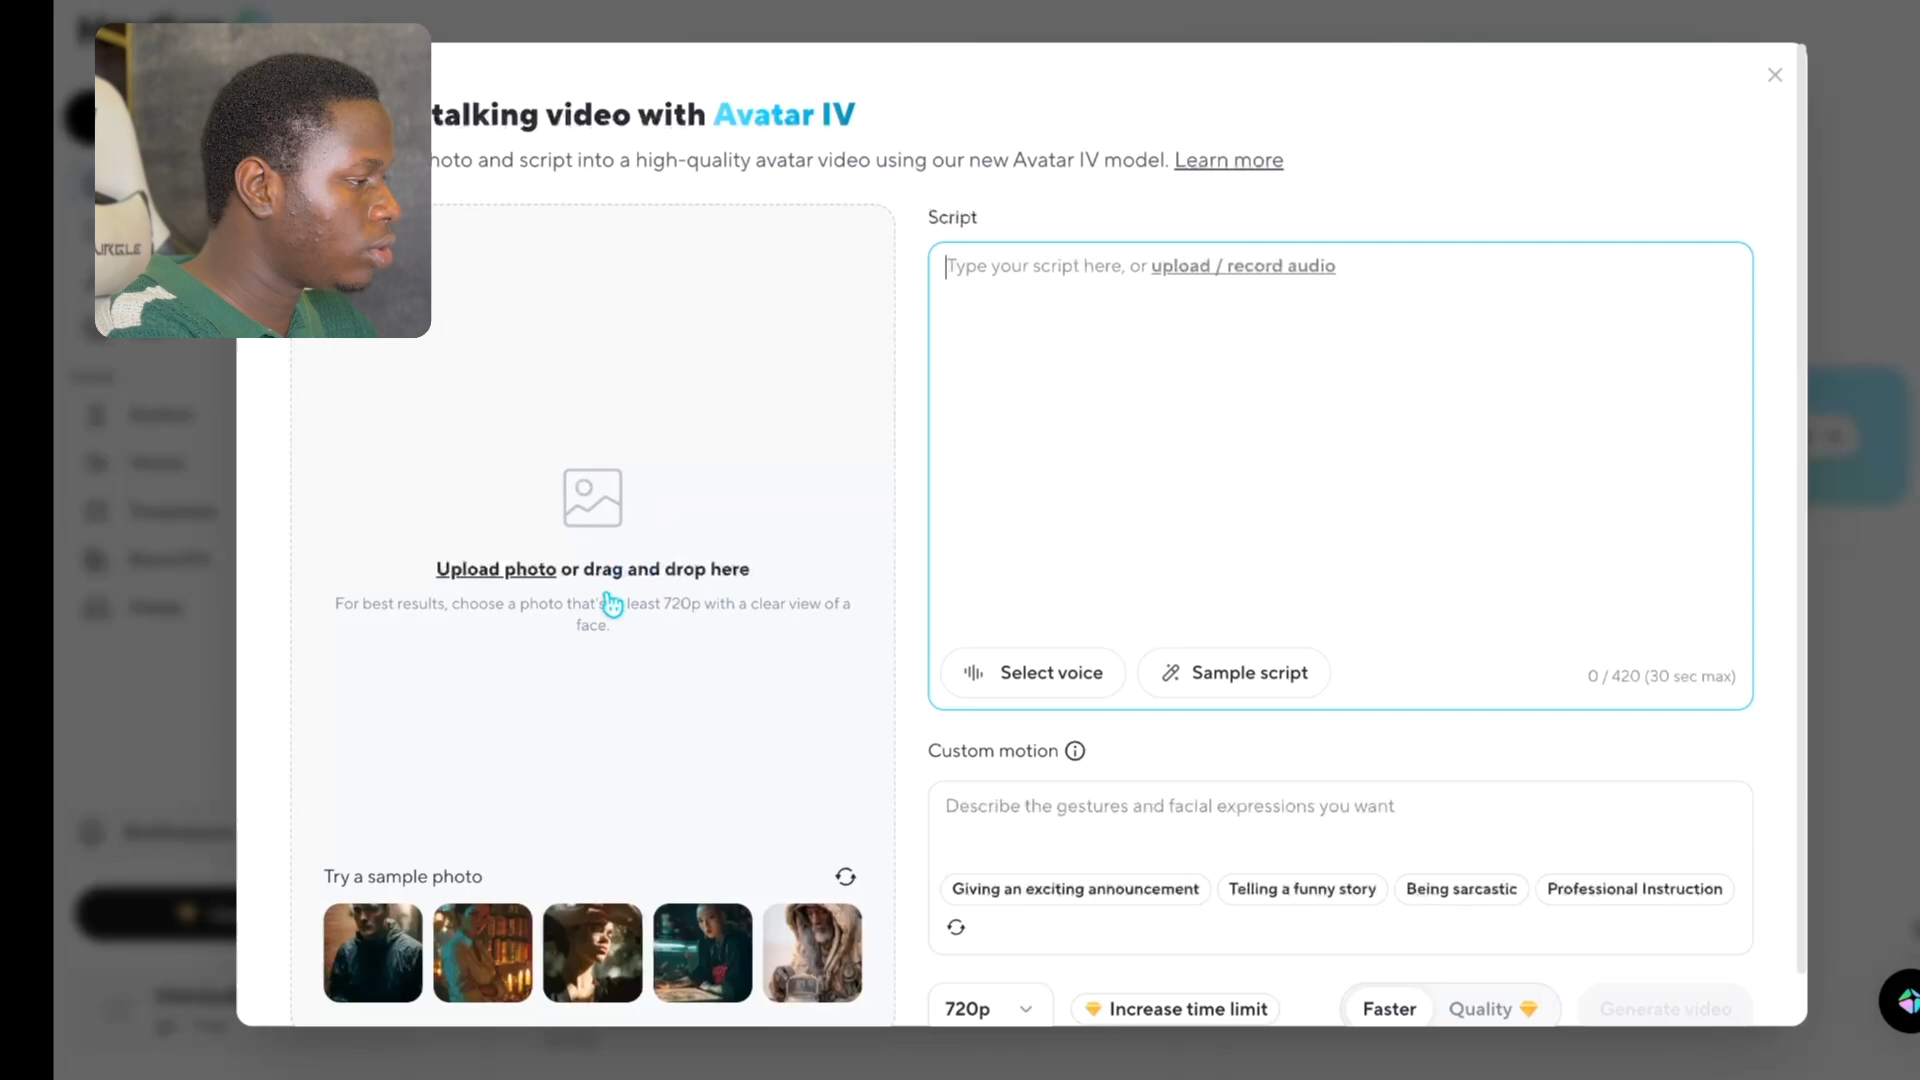 talking video with Avatar IV
hoto and script into a high-quality avatar video using our new Avatar IV model. Learn more
Script
Type your script here, or upload / record audio
Upload photo or drag and drop here
For best results, choose a photo that's least 720p with a clear view of a
face.
Select voice
Sample script
0 / 420 (30 sec max)
Custom motion
Describe the gestures and facial expressions you want
Giving an exciting announcement
Telling a funny story
Being sarcastic
Professional Instruction
Try a sample photo
720p
Increase time limit
Faster
Quality
Generate video